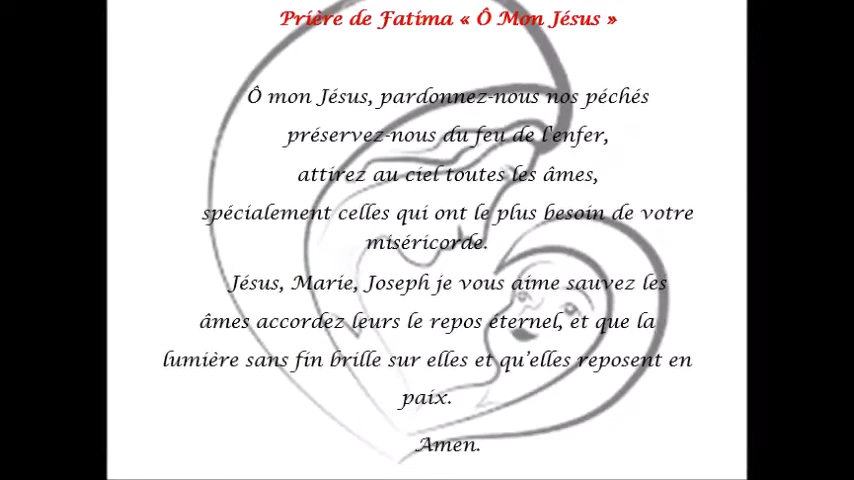 Prière de Fatima « Ô Mon Jésus »
Ô mon Jésus, pardonnez-nous nos péchés
préservez-nous du feu de l'enfer,
attirez au ciel toutes les âmes,
spécialement celles qui ont le plus besoin de votre
miséricorde.
Jésus, Marie, Joseph je vous aime sauvez les
âmes accordez leurs le repos éternel, et que la
lumière sans fin brille sur elles et qu'elles reposent en
paix.
Amen.